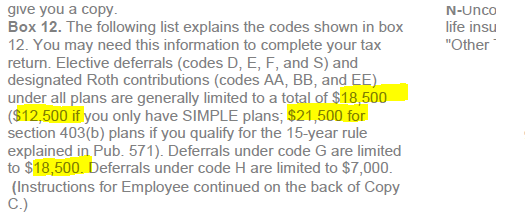 give you a copy.
Box 12. The following list explains the codes shown in box
12. You may need this information to complete your tax
return. Elective deferrals (codes D, E, F, and S) and
designated Roth contributions (codes AA, BB, and EE)
under all plans are generally limited to a total of $18,500
($12,500 if you only have SIMPLE plans; $21,500 for
section 403(b) plans if you qualify for the 15-year rule
explained in Pub. 571). Deferrals under code G are limited
to $18,500. Deferrals under code H are limited to $7,000.
(Instructions for Employee continued on the back of Copy
C.)
N-Unco
life insu
"Other